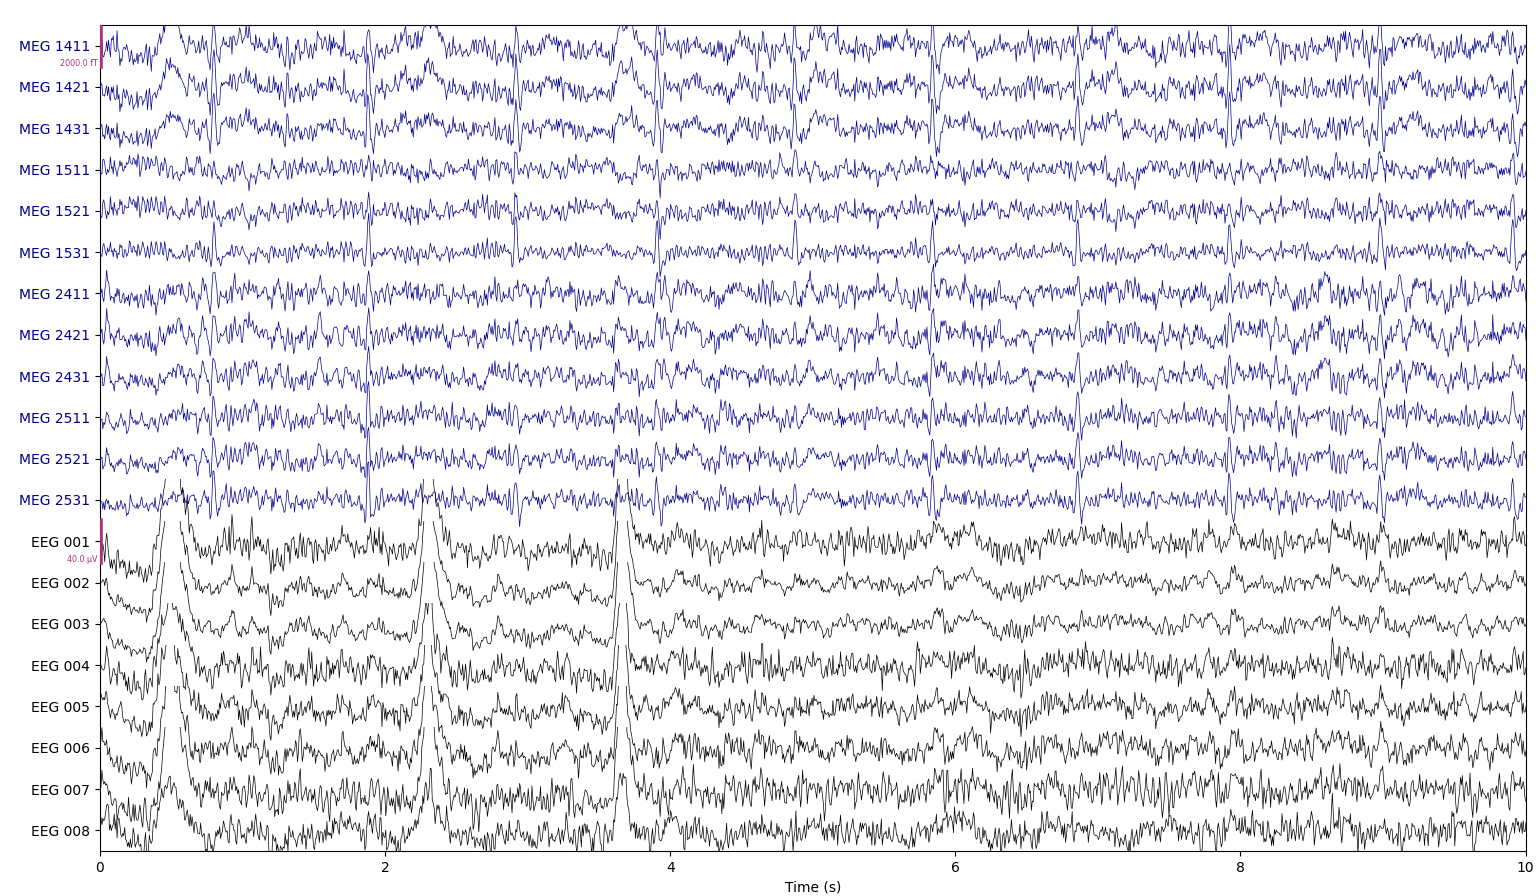 MEG 1411
2000.0 fT
MEG 1421
MEG 1431
MEG 1511
MEG 1521
MEG 1531
MEG 2411
MEG 2421
MEG 2431
MEG 2511
MEG 2521
MEG 2531
EEG 001
40.0 µV
EEG 002
EEG 003
EEG 004
EEG 005
EEG 006
EEG 007
EEG 008
0 2 4 6 8 10
Time (s)